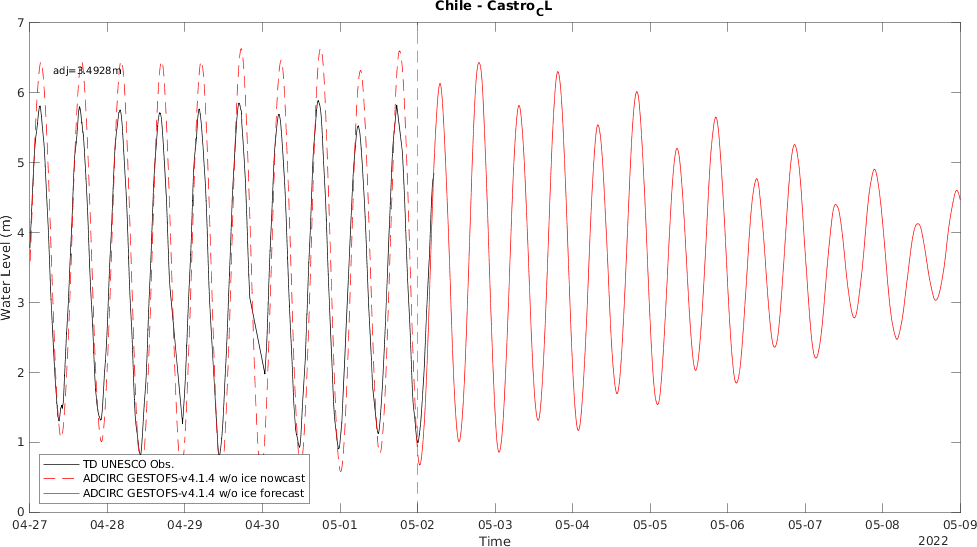 Chile - Castro_CL
7
6
5
4
3
2
1
0
Water Level (m)
adj=3.4928m
TD UNESCO Obs.
ADCIRC GESTOFS-v4.1.4 w/o ice nowcast
ADCIRC GESTOFS-v4.1.4 w/o ice forecast
04-27 04-28 04-29 04-30 05-01 05-02 05-03 05-04 05-05 05-06 05-07 05-08 05-09
Time
2022